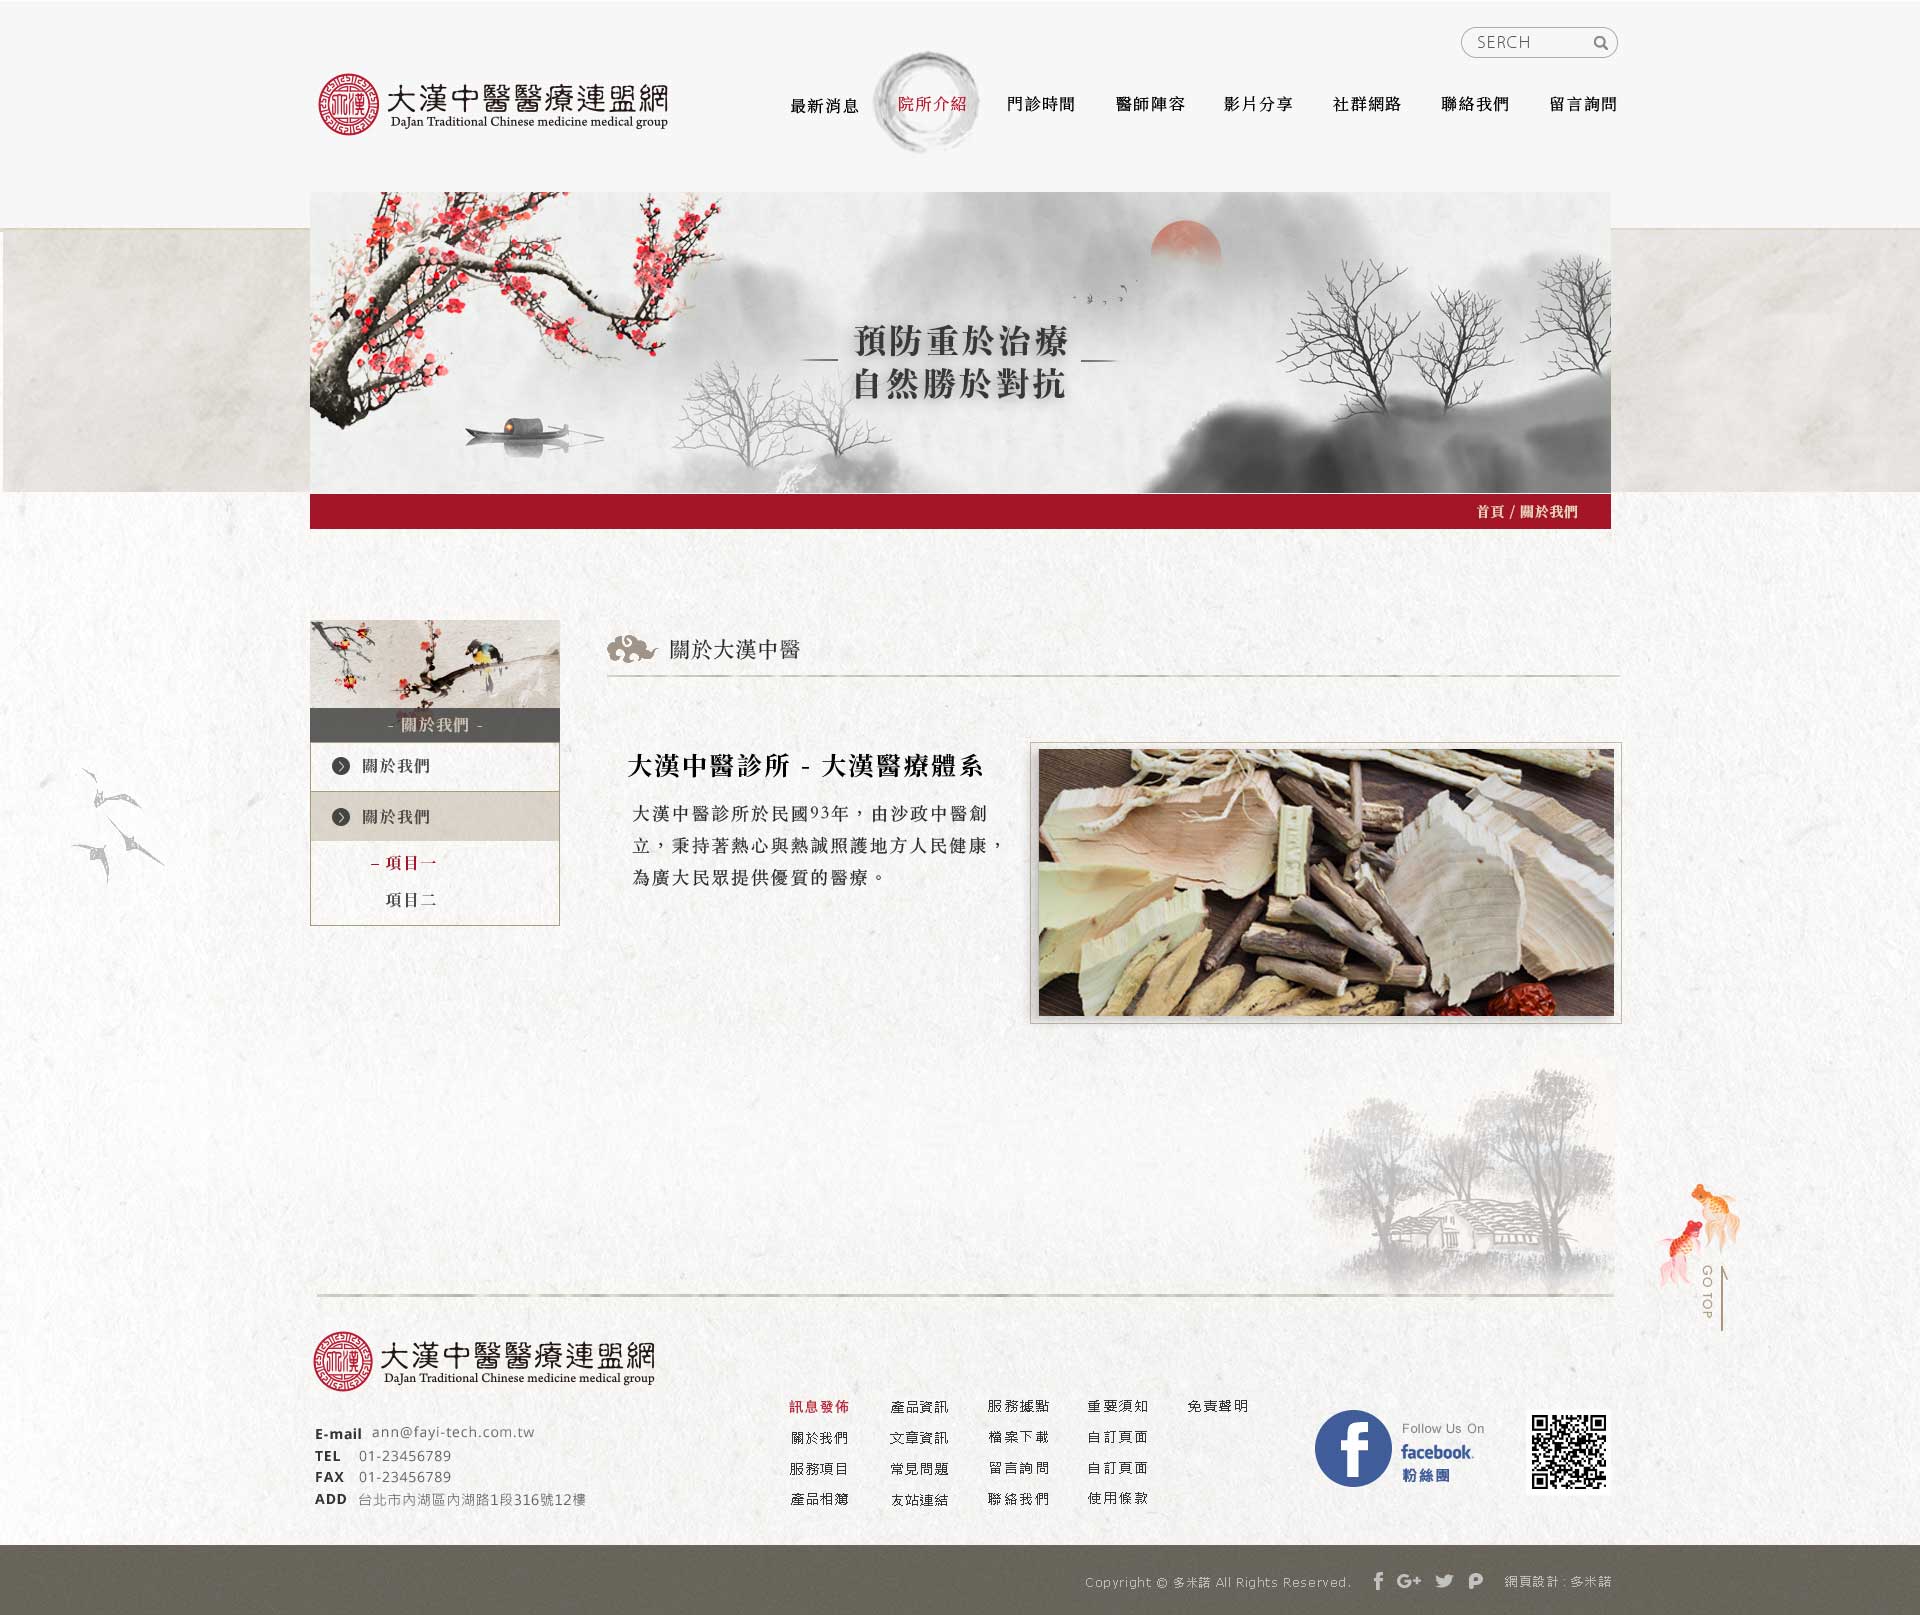 SERCH
大漢中醫醫療連盟網
DaJan Traditional Chinese medicine medical group
最新消息
院所介紹
門診時間
醫師陣容
影片分享
社群網路
聯絡我們
留言詢問
預防重於治療
自然勝於對抗
首頁 / 關於我們
- 關於我們 -
關於我們
關於我們
– 項目一
項目二
關於大漢中醫
大漢中醫診所 - 大漢醫療體系
大漢中醫診所於民國93年，由沙政中醫創
立，秉持著熱心與熱誠照護地方人民健康，
為廣大民眾提供優質的醫療。
GO TOP
大漢中醫醫療連盟網
DaJan Traditional Chinese medicine medical group
E-mail ann@fayi-tech.com.tw
TEL 01-23456789
FAX 01-23456789
ADD 台北市內湖區內湖路1段316號12樓
訊息發佈
關於我們
服務項目
產品相簿
產品資訊
文章資訊
常見問題
友站連結
服務據點
檔案下載
留言詢問
聯絡我們
重要須知
自訂頁面
自訂頁面
使用條款
免責聲明
Follow Us On
facebook.
粉絲團
Copyright © 多米諾 All Rights Reserved.
網頁設計 : 多米諾